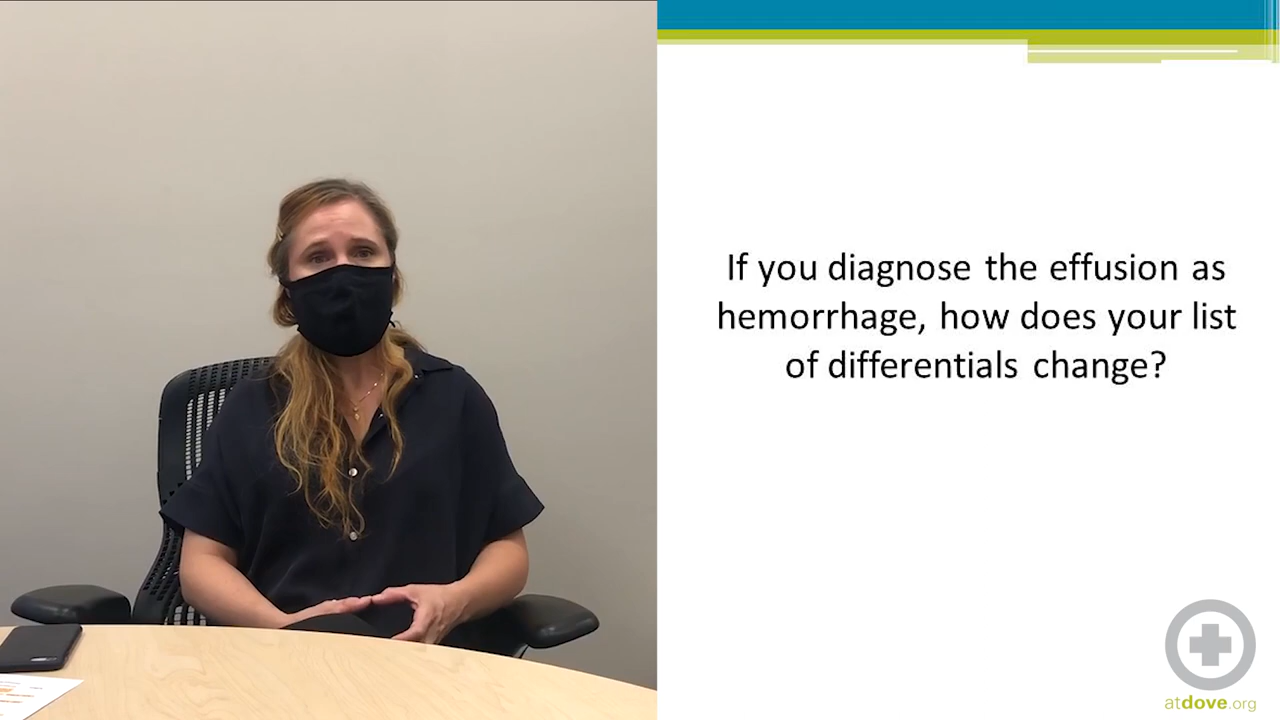 If you diagnose the effusion as
hemorrhage, how does your list
of differentials change?
atdove.org